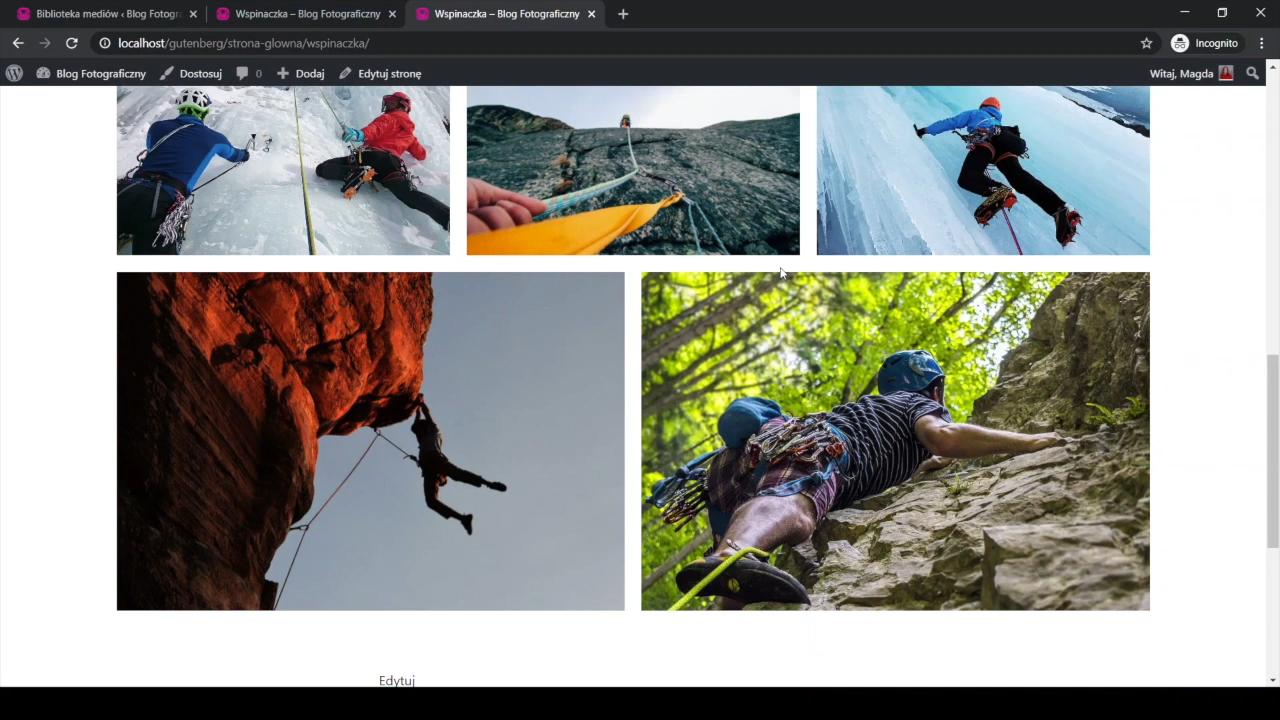 Biblioteka mediów ‹ Blog Fotogra
Wspinaczka – Blog Fotograficzny
Wspinaczka – Blog Fotograficzny
localhost/gutenberg/strona-glowna/wspinaczka/
Incognito
Blog Fotograficzny
Dostosuj
0
Dodaj
Edytuj stronę
Witaj, Magda
Edytuj